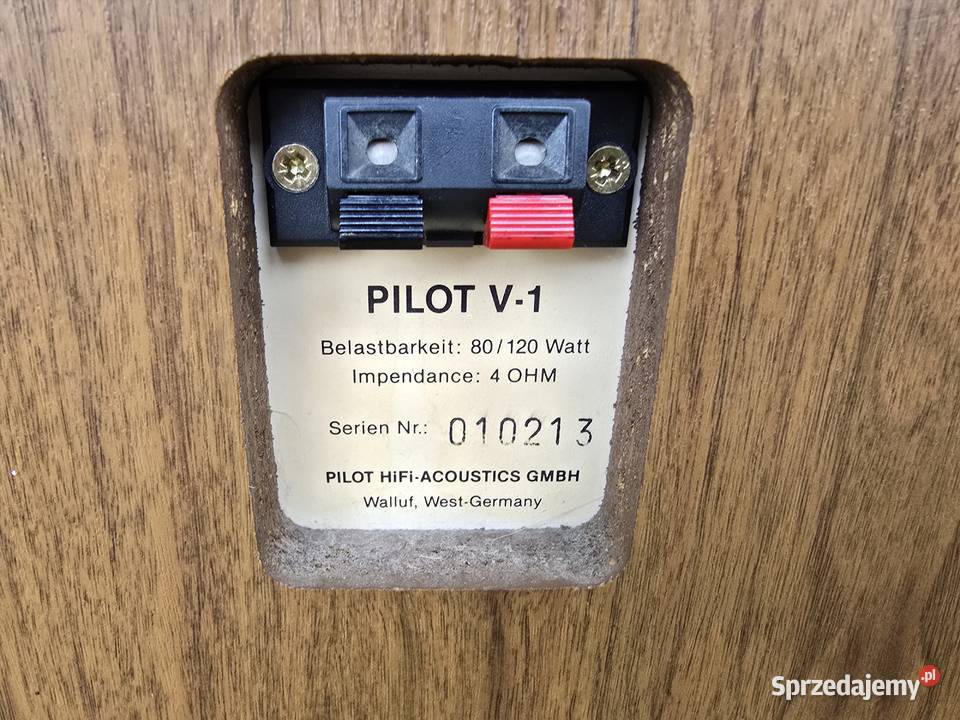 PILOT V-1
Belastbarkeit: 80/120 Watt
Impendance: 4 OHM
Serien Nr.: 010213
PILOT HiFi-ACOUSTICS GMBH
Walluf, West-Germany
Sprzedajemy.pl